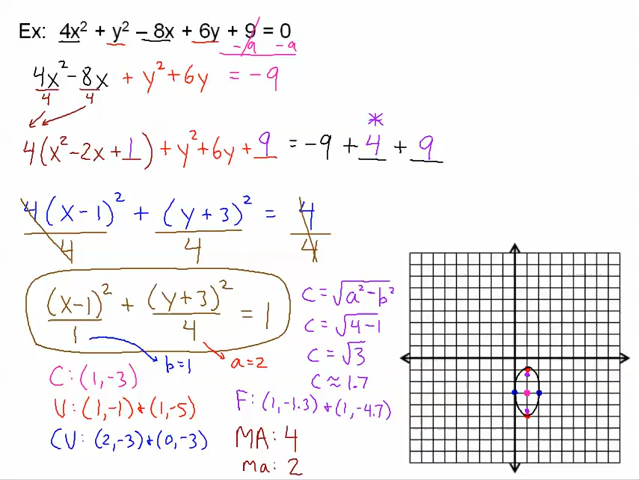 Ex: 4x² + y² – 8x + 6y + 9 = 0
-9 -9
4x² - 8x + y² + 6y = -9
4 4
*
4(x² - 2x + 1) + y² + 6y + 9 = -9 + 4 + 9
4(x-1)² + (y+3)² = 4
4 4 4
(x-1)² + (y+3)² = 1
1 4
b=1 a=2
C = √a² - b²
C = √4-1
C = √3
C ≈ 1.7
C: (1,-3)
V: (1,-1) & (1,-5)
CV: (2,-3) & (0,-3)
F: (1,-1.3) & (1,-4.7)
MA: 4
ma: 2